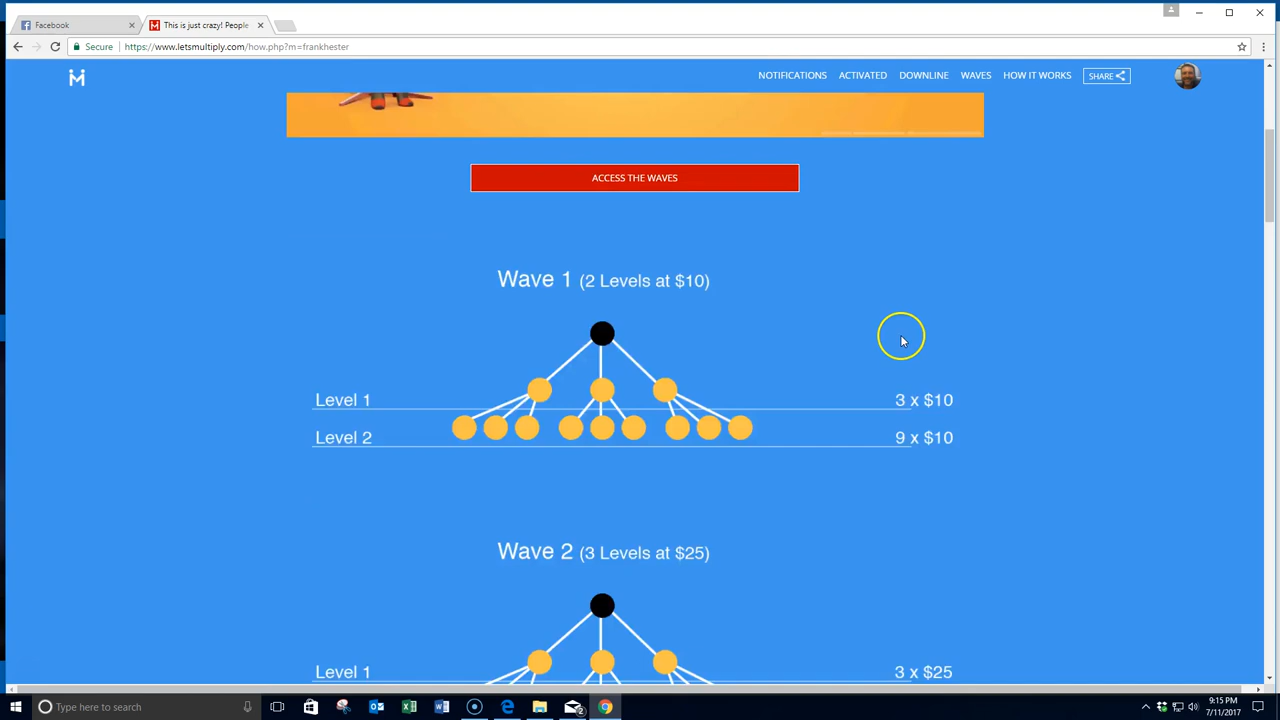 Facebook
This is just crazy! People
Secure
https://www.letsmultiply.com/how.php?m=frankhester
NOTIFICATIONS
ACTIVATED
DOWNLINE
WAVES
HOW IT WORKS
SHARE
ACCESS THE WAVES
Wave 1 (2 Levels at $10)
Level 1
3 x $10
Level 2
9 x $10
Wave 2 (3 Levels at $25)
Level 1
3 x $25
Type here to search
9:15 PM
7/11/2017